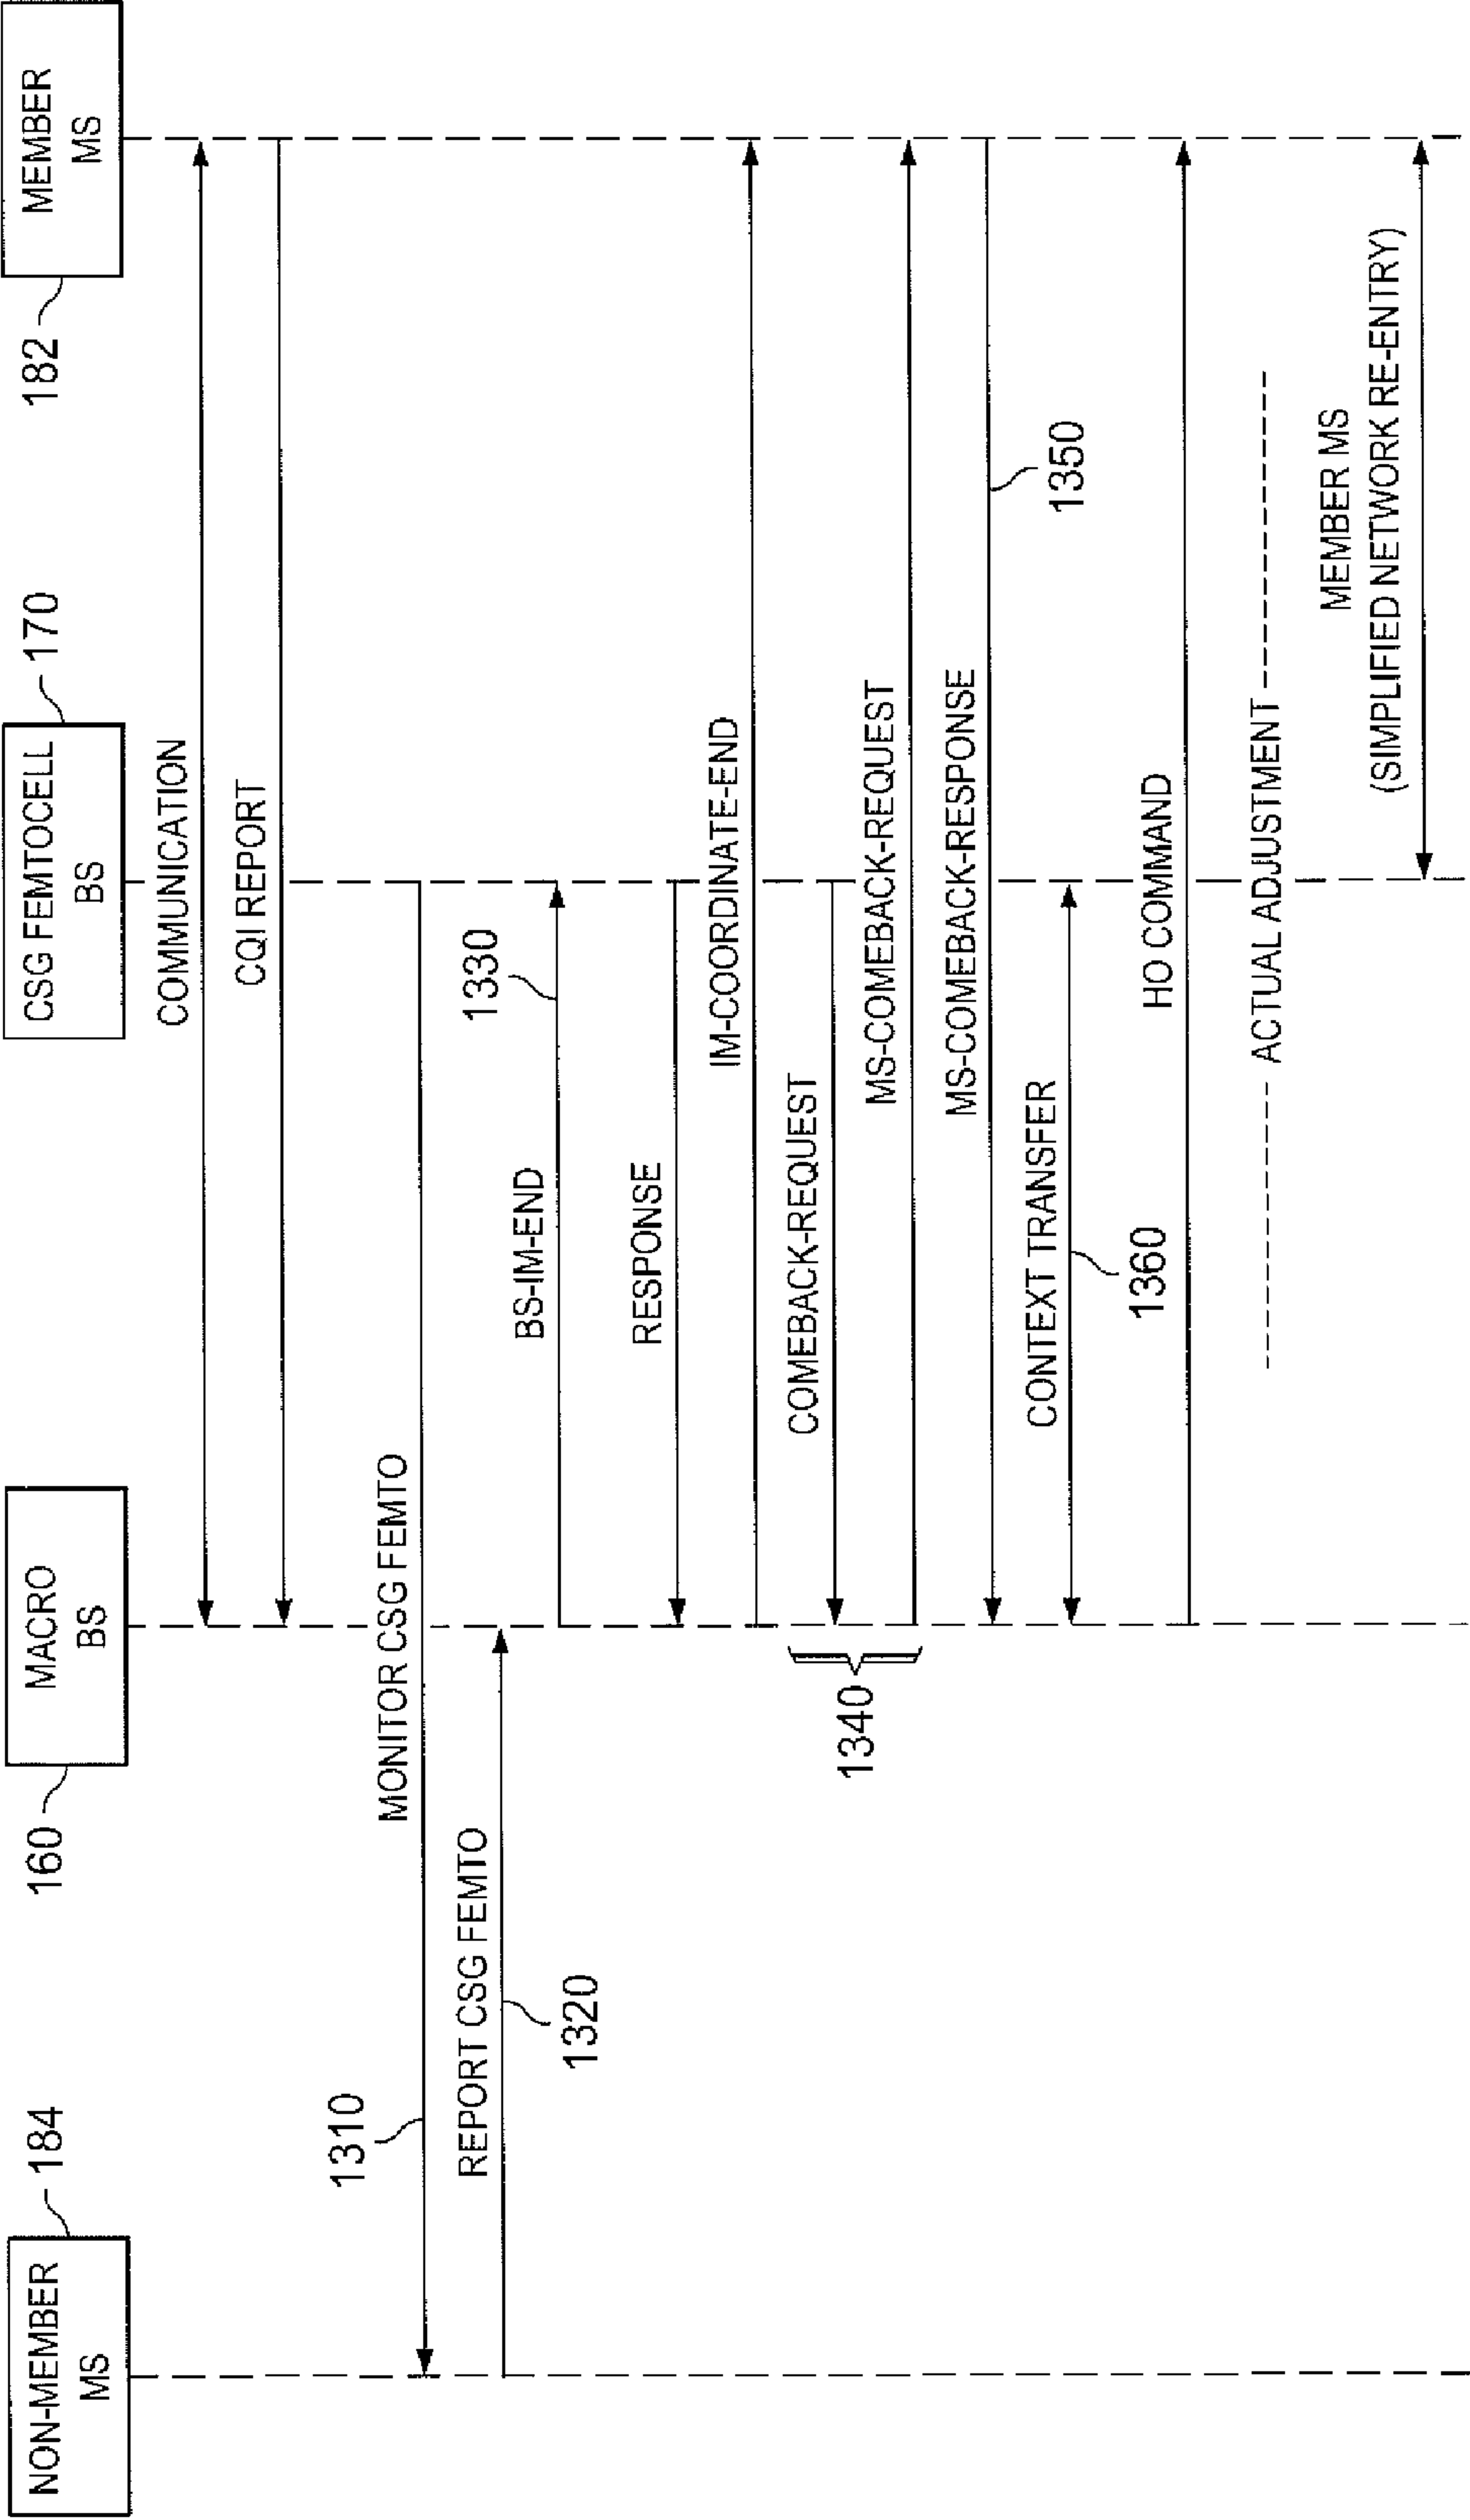 NON-MEMBER
MS
184
MACRO
BS
160
CSG FEMTOCELL
BS
170
MEMBER
MS
182
COMMUNICATION
CQI REPORT
MONITOR CSG FEMTO
1310
REPORT CSG FEMTO
1320
BS-IM-END
1330
RESPONSE
IM-COORDINATE-END
COMEBACK-REQUEST
MS-COMEBACK-REQUEST
1340
MS-COMEBACK-RESPONSE
1350
CONTEXT TRANSFER
1360
HO COMMAND
ACTUAL ADJUSTMENT
MEMBER MS
(SIMPLIFIED NETWORK RE-ENTRY)